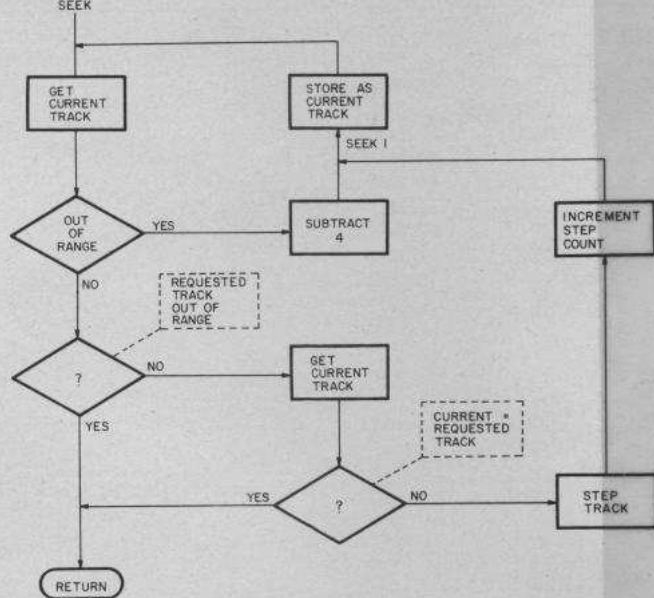 SEEK
GET
CURRENT
TRACK
STORE AS
CURRENT
TRACK
SEEK 1
OUT
OF
RANGE
YES
SUBTRACT
4
INCREMENT
STEP
COUNT
NO
REQUESTED
TRACK
OUT OF
RANGE
?
NO
GET
CURRENT
TRACK
YES
CURRENT =
REQUESTED
TRACK
YES
?
NO
STEP
TRACK
RETURN